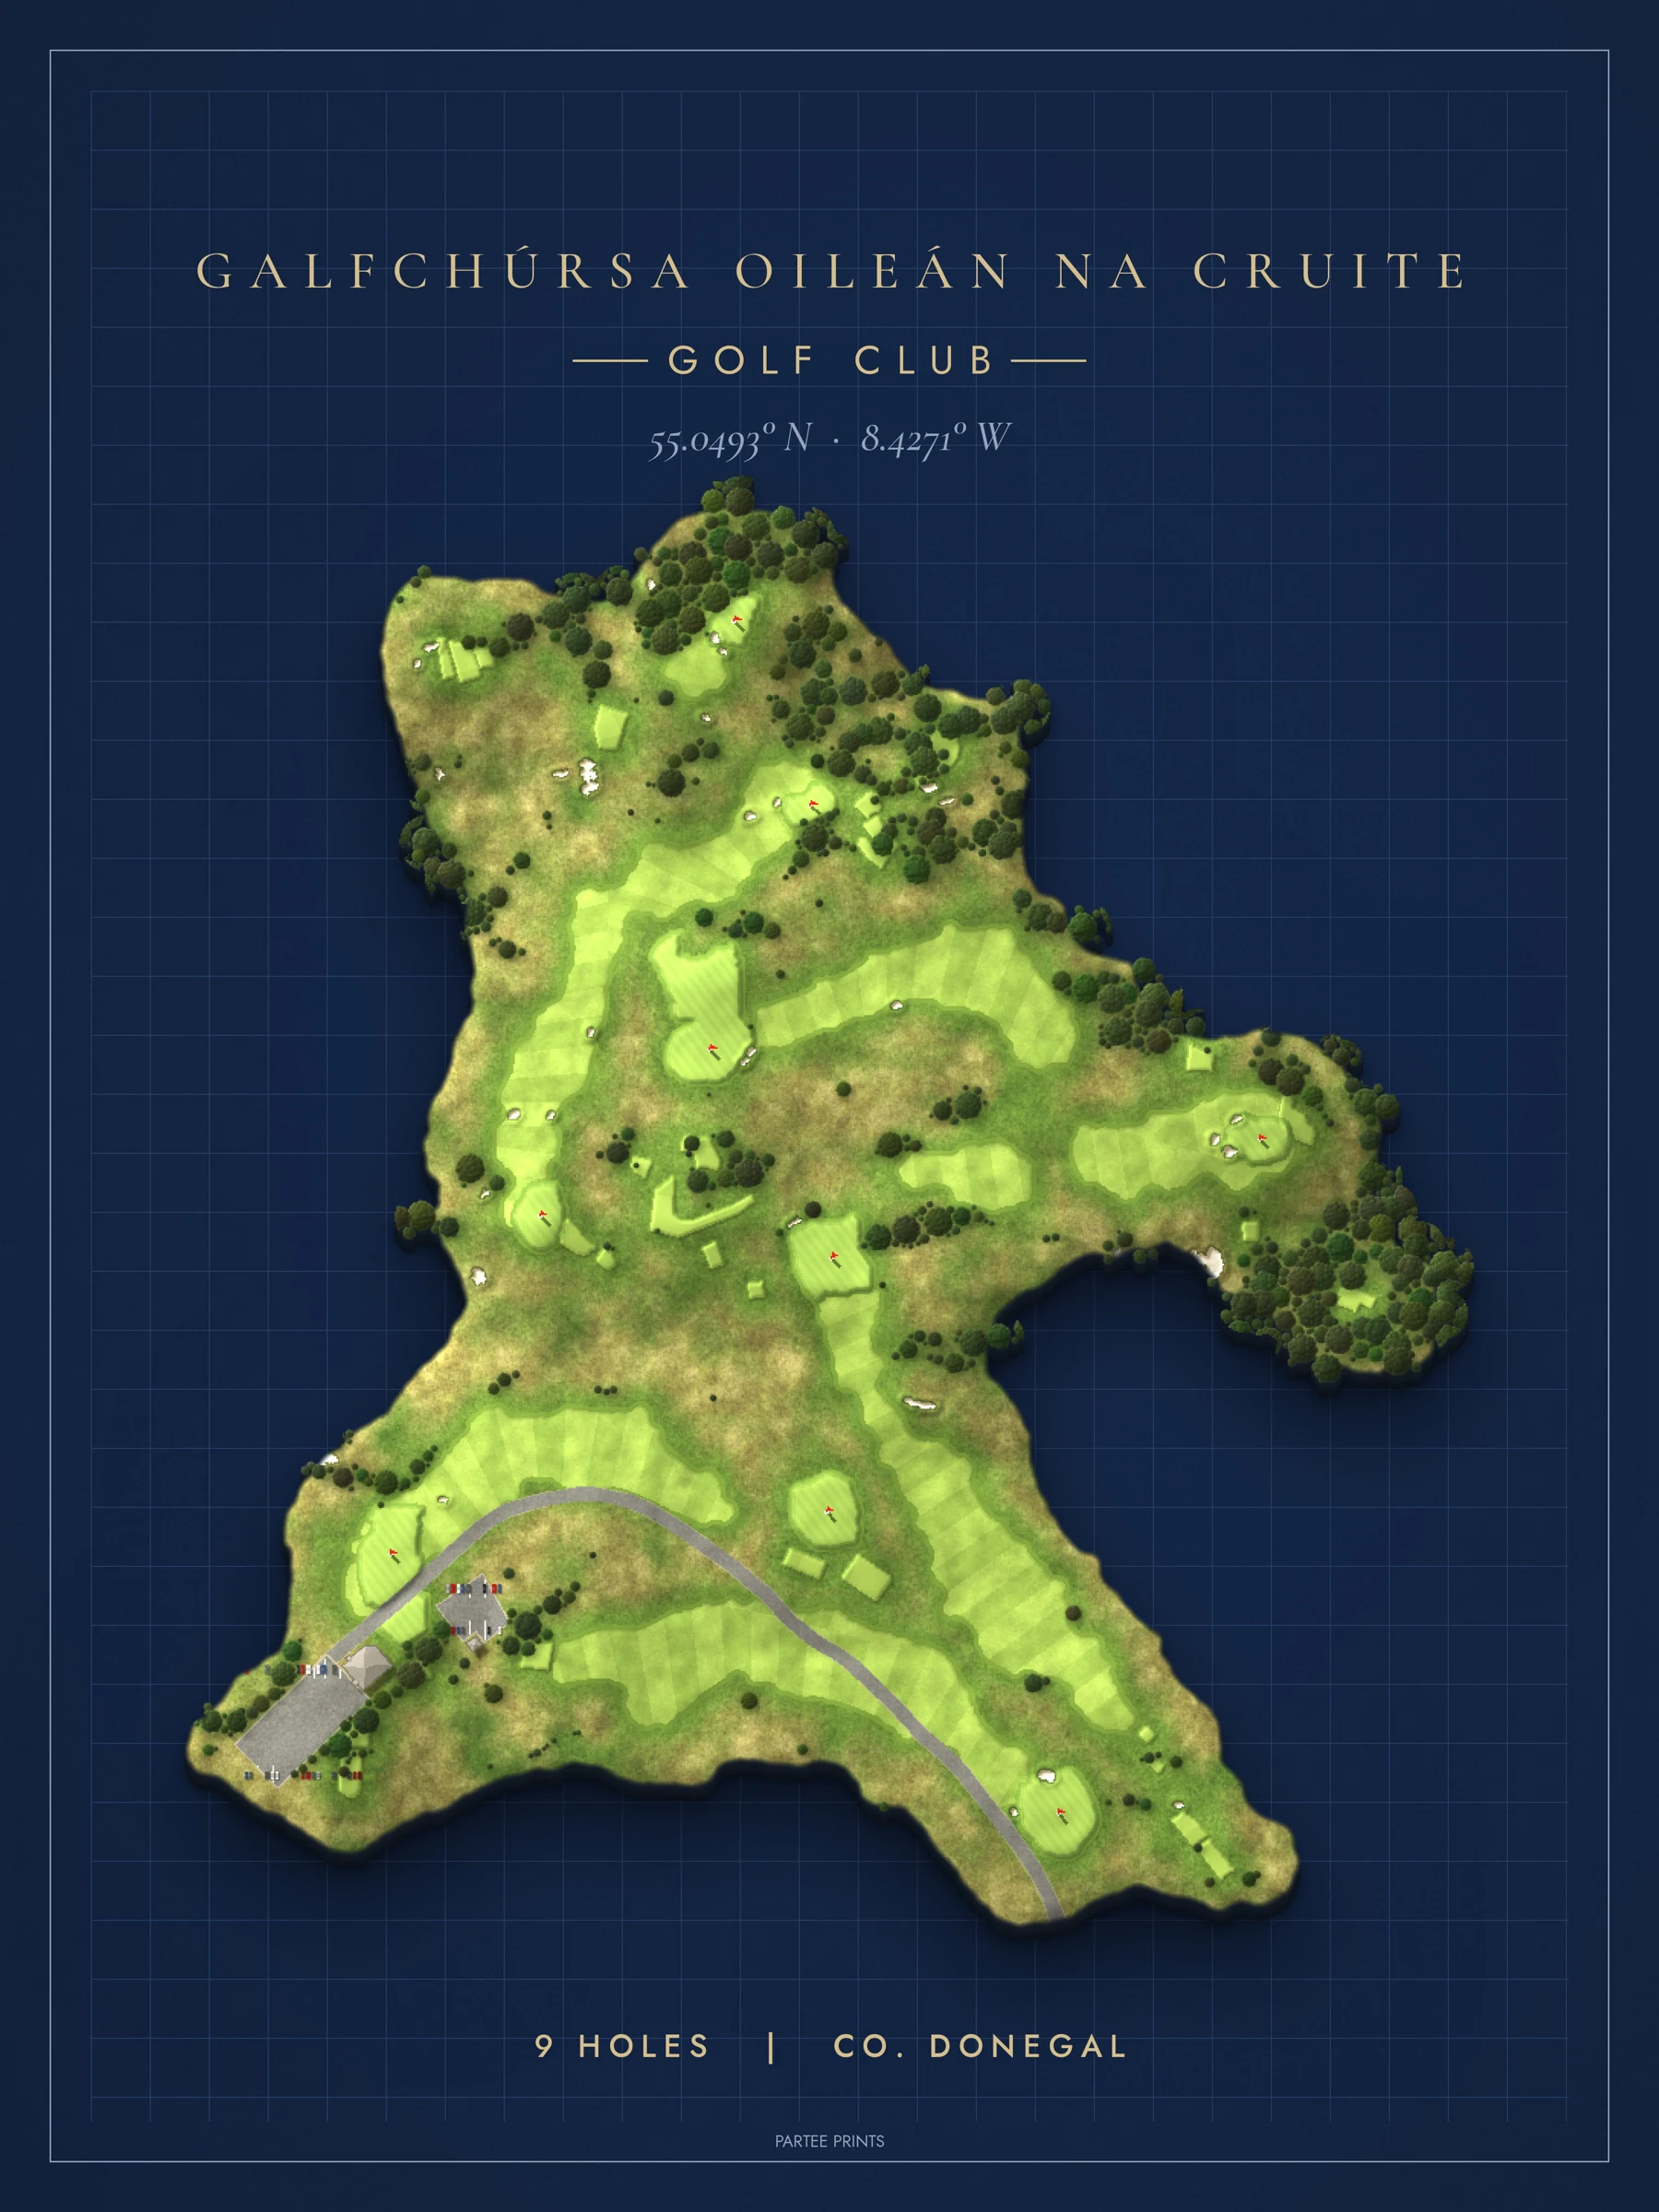 GALFCHÚRSA OILEÁN NA CRUITE
GOLF CLUB
55.0493° N · 8.4271° W
9 HOLES | CO. DONEGAL
PARTEE PRINTS